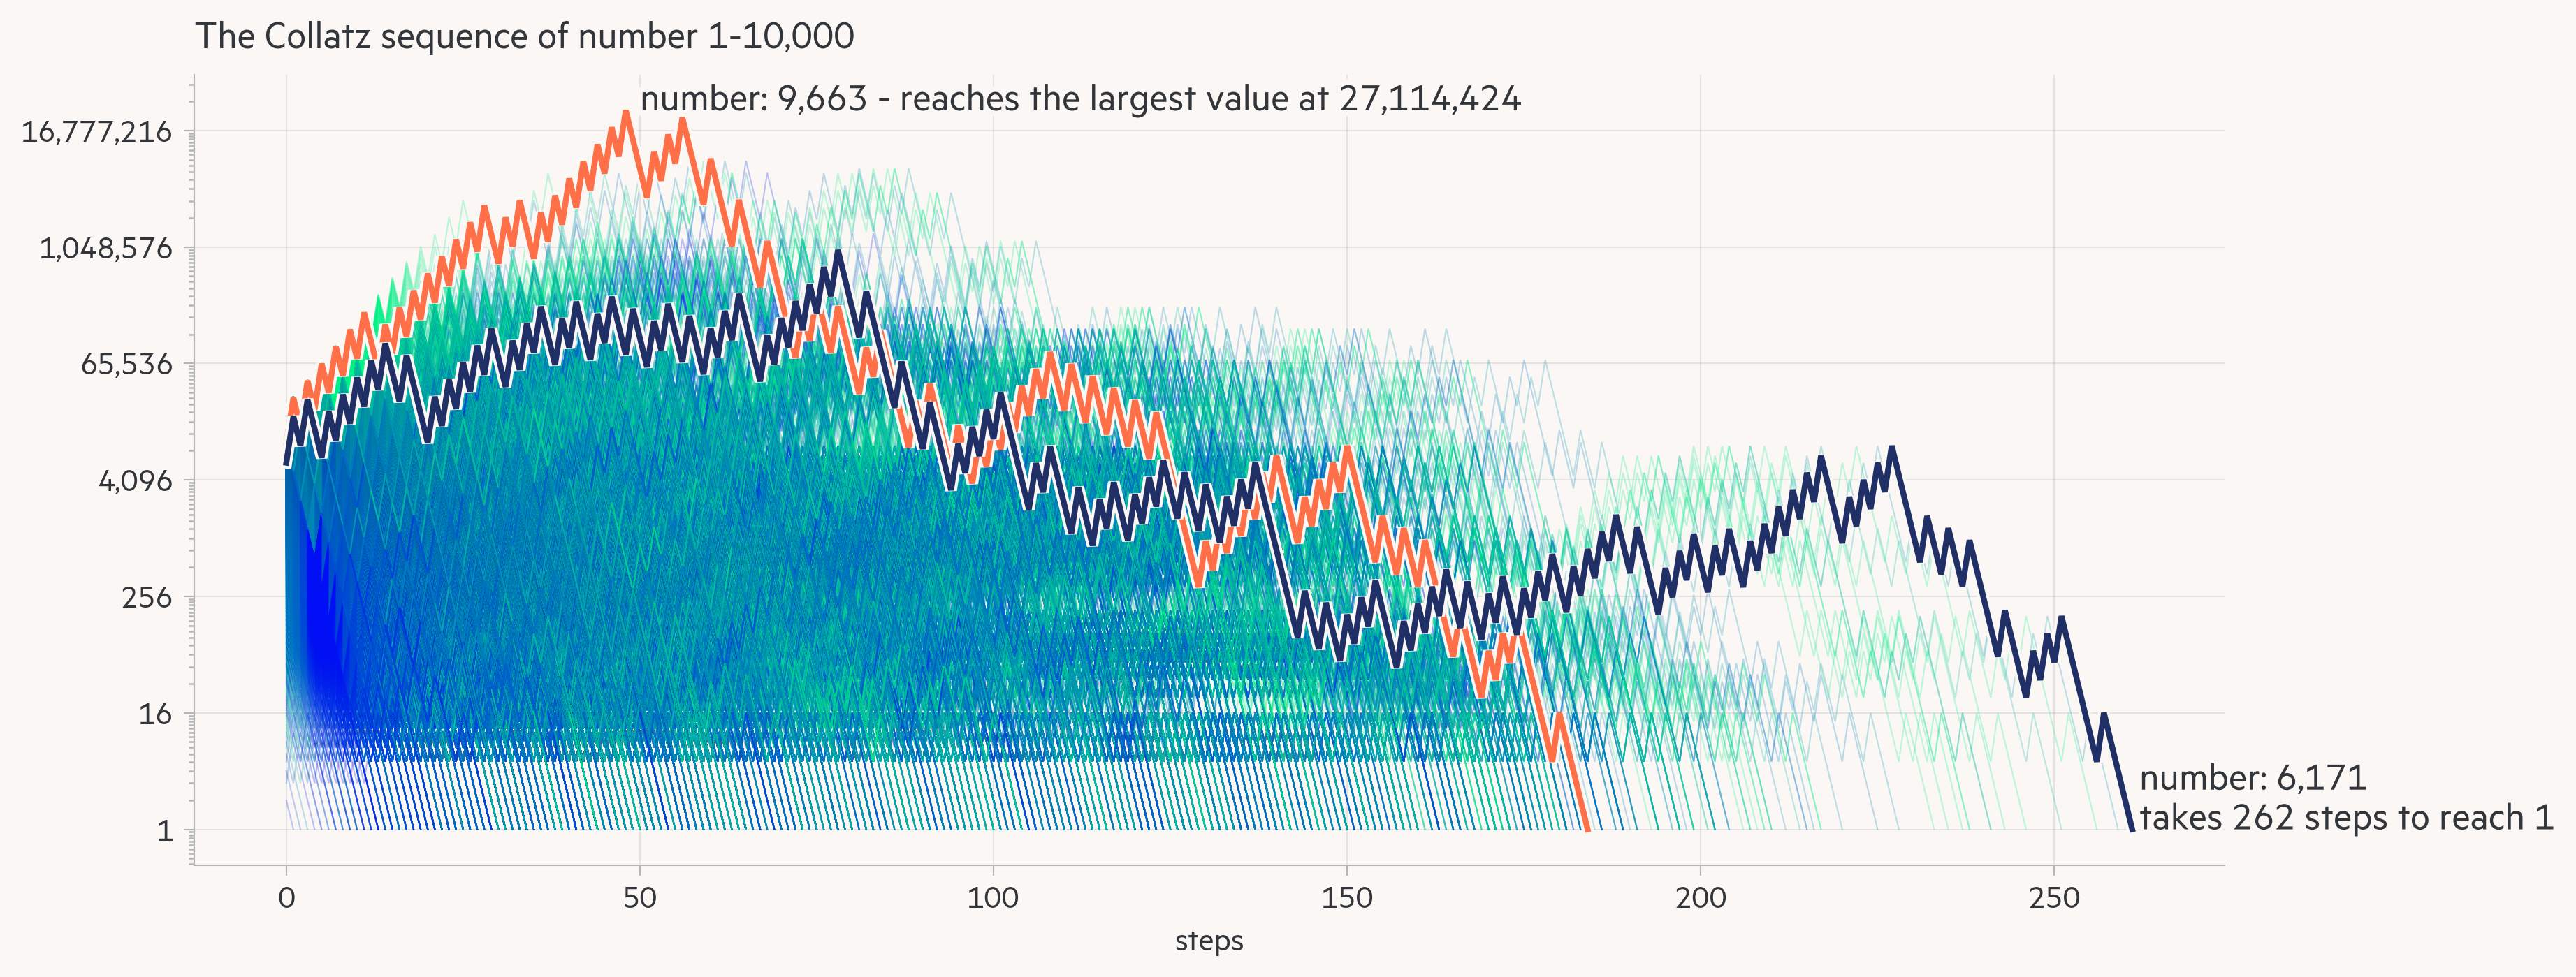 The Collatz sequence of number 1-10,000
number: 9,663 - reaches the largest value at 27,114,424
16,777,216
1,048,576
65,536
4,096
256
16
1
number: 6,171
takes 262 steps to reach 1
0 50 100 150 200 250
steps